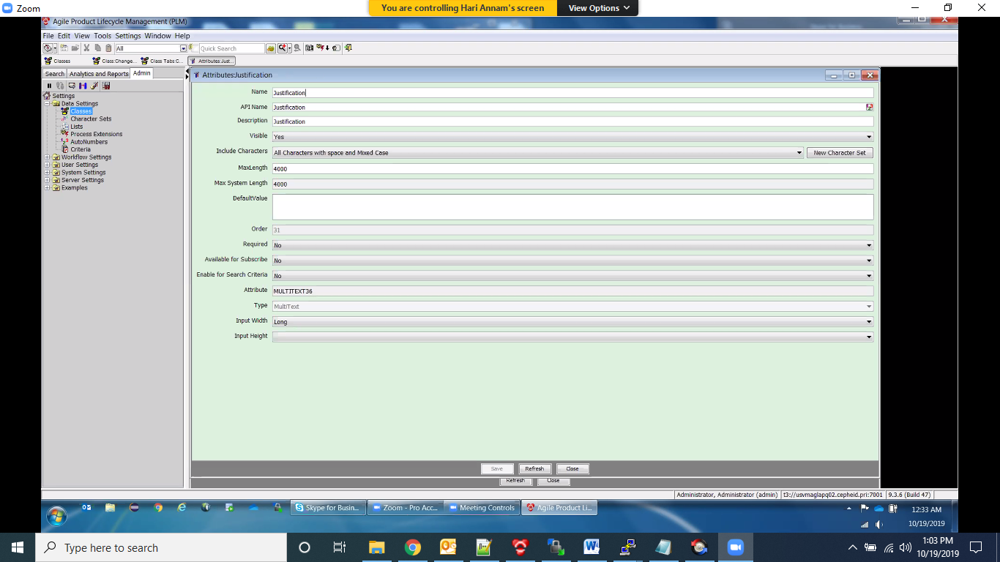 Zoom
You are controlling Hari Annam's screen
View Options
Agile Product Lifecycle Management (PLM)
File Edit View Tools Settings Window Help
All
Quick Search
Classes
Class:Change...
Class Tabs:C...
Attributes:Just...
Search
Analytics and Reports
Admin
Settings
Data Settings
Classes
Character Sets
Lists
Process Extensions
AutoNumbers
Criteria
Workflow Settings
User Settings
System Settings
Server Settings
Examples
Attributes:Justification
Name Justification
API Name Justification
Description Justification
Visible Yes
Include Characters All Characters with space and Mixed Case New Character Set
MaxLength 4000
Max System Length 4000
DefaultValue
Order 31
Required No
Available for Subscribe No
Enable for Search Criteria No
Attribute MULTITEXT36
Type MultiText
Input Width Long
Input Height
Save Refresh Close
Refresh Close
Administrator, Administrator (admin) t3://usvmaglapq02.cepheid.pri:7001 9.3.6 (Build 47)
Skype for Busin...
Zoom - Pro Acc...
Meeting Controls
Agile Product Li...
12:33 AM
10/19/2019
Type here to search
1:03 PM
10/19/2019